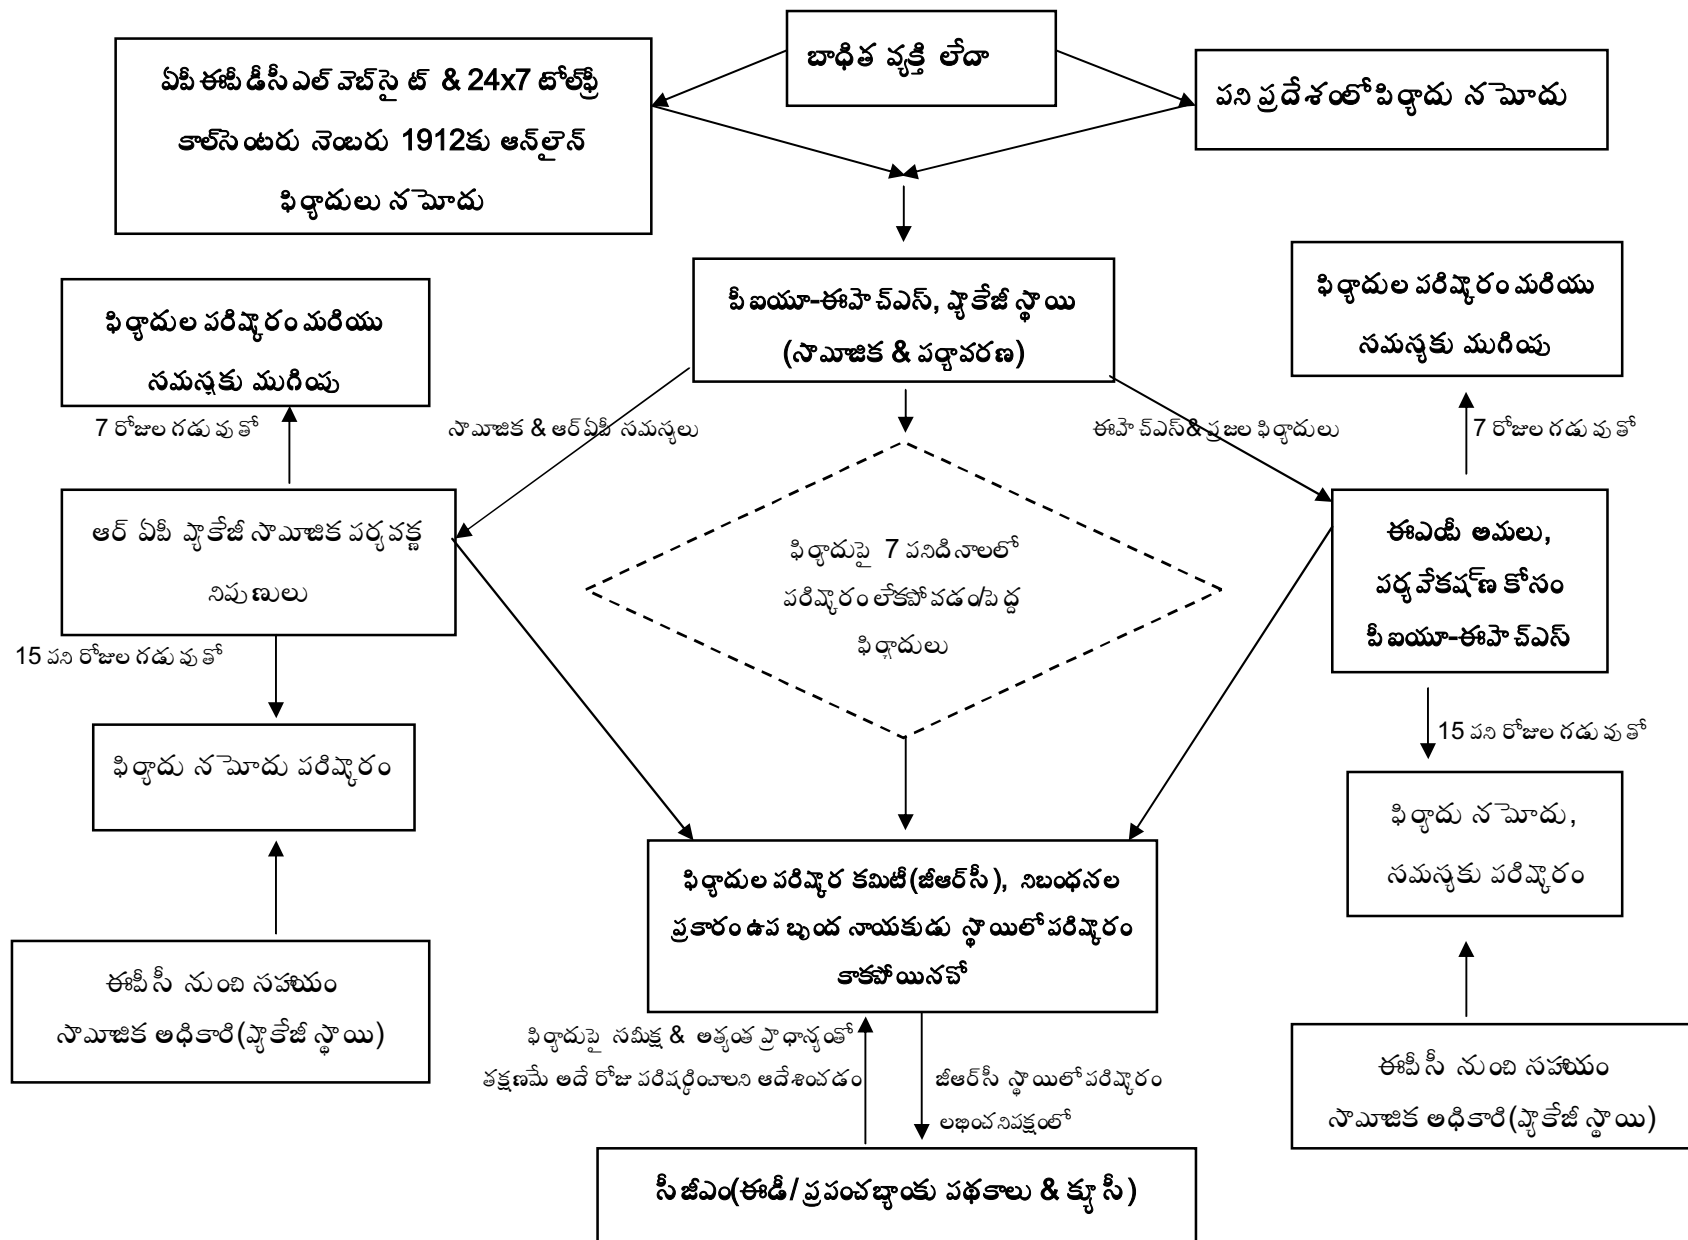 బాధిత వ్యక్తి లేదా
ఏపీఈపీడీసీఎల్ వెబ్‌సైట్ & 24x7 టోల్‌ఫ్రీ
కాల్‌సెంటరు నెంబరు 1912కు ఆన్‌లైన్
ఫిర్యాదులు నమోదు
పని ప్రదేశంలో పిర్యాదు నమోదు
పీఐయూ-ఈహెచ్ఎస్, ప్యాకేజీ స్థాయి
(సామాజిక & పర్యావరణ)
ఫిర్యాదుల పరిష్కారం మరియు
సమస్యకు ముగింపు
ఫిర్యాదుల పరిష్కారం మరియు
సమస్యకు ముగింపు
7 రోజుల గడువుతో
సామాజిక & ఆర్ఏపీ సమస్యలు
ఈహెచ్ఎస్& ప్రజల ఫిర్యాదులు
7 రోజుల గడువుతో
ఆర్ ఏపీ ప్యాకేజీ సామాజిక పర్యవక్ష్ణ
నిపుణులు
ఫిర్యాదుపై 7 పనిదినాలలో
పరిష్కారం లేకపోవడం/పెద్ద
ఫిర్యాదులు
ఈఎంపీ అమలు,
పర్యవేకషణ్ కోసం
పీఐయూ-ఈహెచ్ఎస్
15 పని రోజుల గడువుతో
15 పని రోజుల గడువుతో
ఫిర్యాదు నమోదు పరిష్కారం
ఫిర్యాదు నమోదు,
సమస్యకు పరిష్కారం
ఫిర్యాదుల పరిష్కార కమిటీ(జీఆర్‌సీ), నిబంధనల
ప్రకారం ఉప బృంద నాయకుడు స్థాయిలో పరిష్కారం
కాకపోయినచో
ఈపీసీ నుంచి సహాయం
సామాజిక అధికారి(ప్యాకేజీ స్థాయి)
ఫిర్యాదుపై సమీక్ష & అత్యంత ప్రాధాన్యంతో
తక్షణమే అదే రోజు పరిషర్కించాలని ఆదేశించడం
జీఆర్‌సీ స్థాయిలో పరిష్కారం
లభించనిపక్షంలో
ఈపీసీ నుంచి సహాయం
సామాజిక అధికారి(ప్యాకేజీ స్థాయి)
సీజీఎం(ఈడీ/ ప్రపంచబ్యాంకు పథకాలు & క్యూసీ)